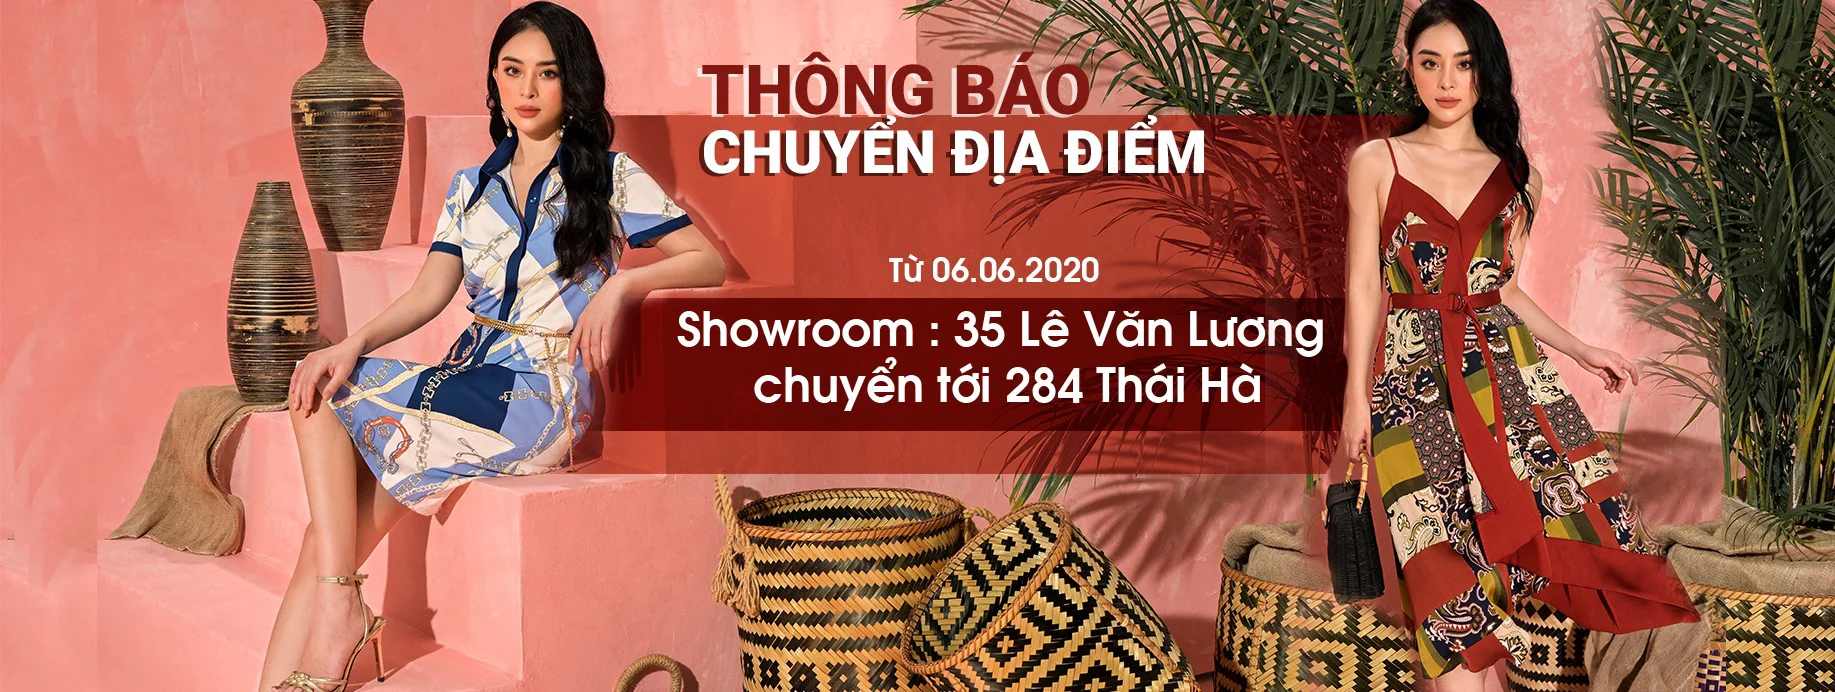 THÔNG BÁO
CHUYỂN ĐỊA ĐIỂM
Từ 06.06.2020
Showroom : 35 Lê Văn Lương
chuyển tới 284 Thái Hà